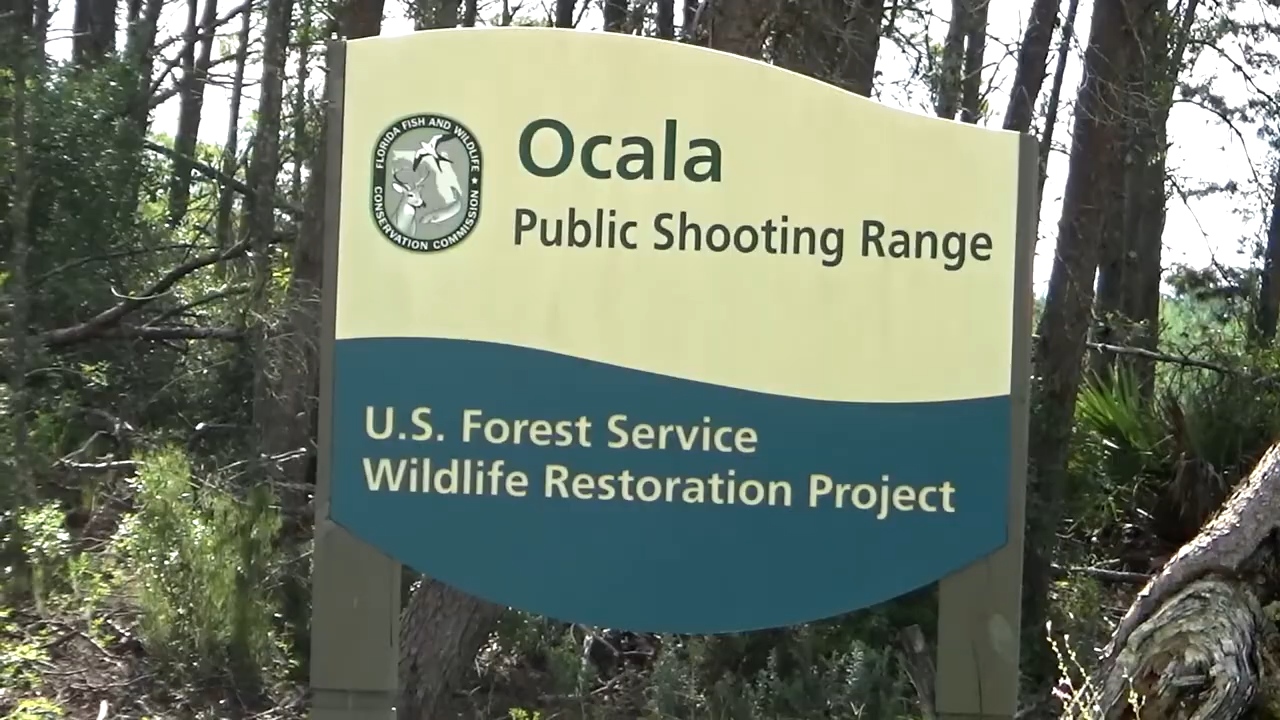 FLORIDA FISH AND WILDLIFE
CONSERVATION COMMISSION
Ocala
Public Shooting Range
U.S. Forest Service
Wildlife Restoration Project